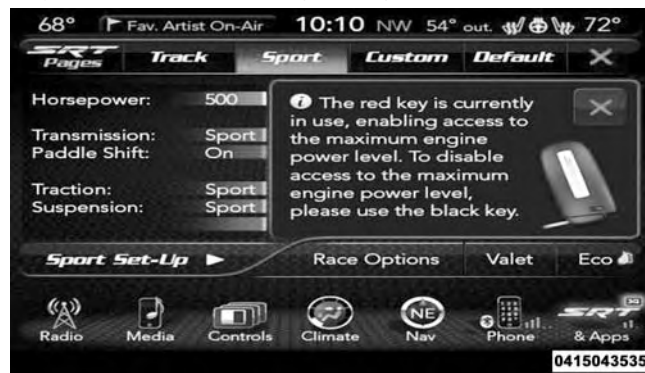 68° Fav. Artist On-Air 10:10 NW 54° out. 72°
SRT
Pages Track Sport Custom Default X
Horsepower: 500
Transmission: Sport
Paddle Shift: On
Traction: Sport
Suspension: Sport
i The red key is currently
in use, enabling access to
the maximum engine
power level. To disable
access to the maximum
engine power level,
please use the black key.
Sport Set-Up Race Options Valet Eco
NE 3G
SRT
Radio Media Controls Climate Nav Phone & Apps
0415043535